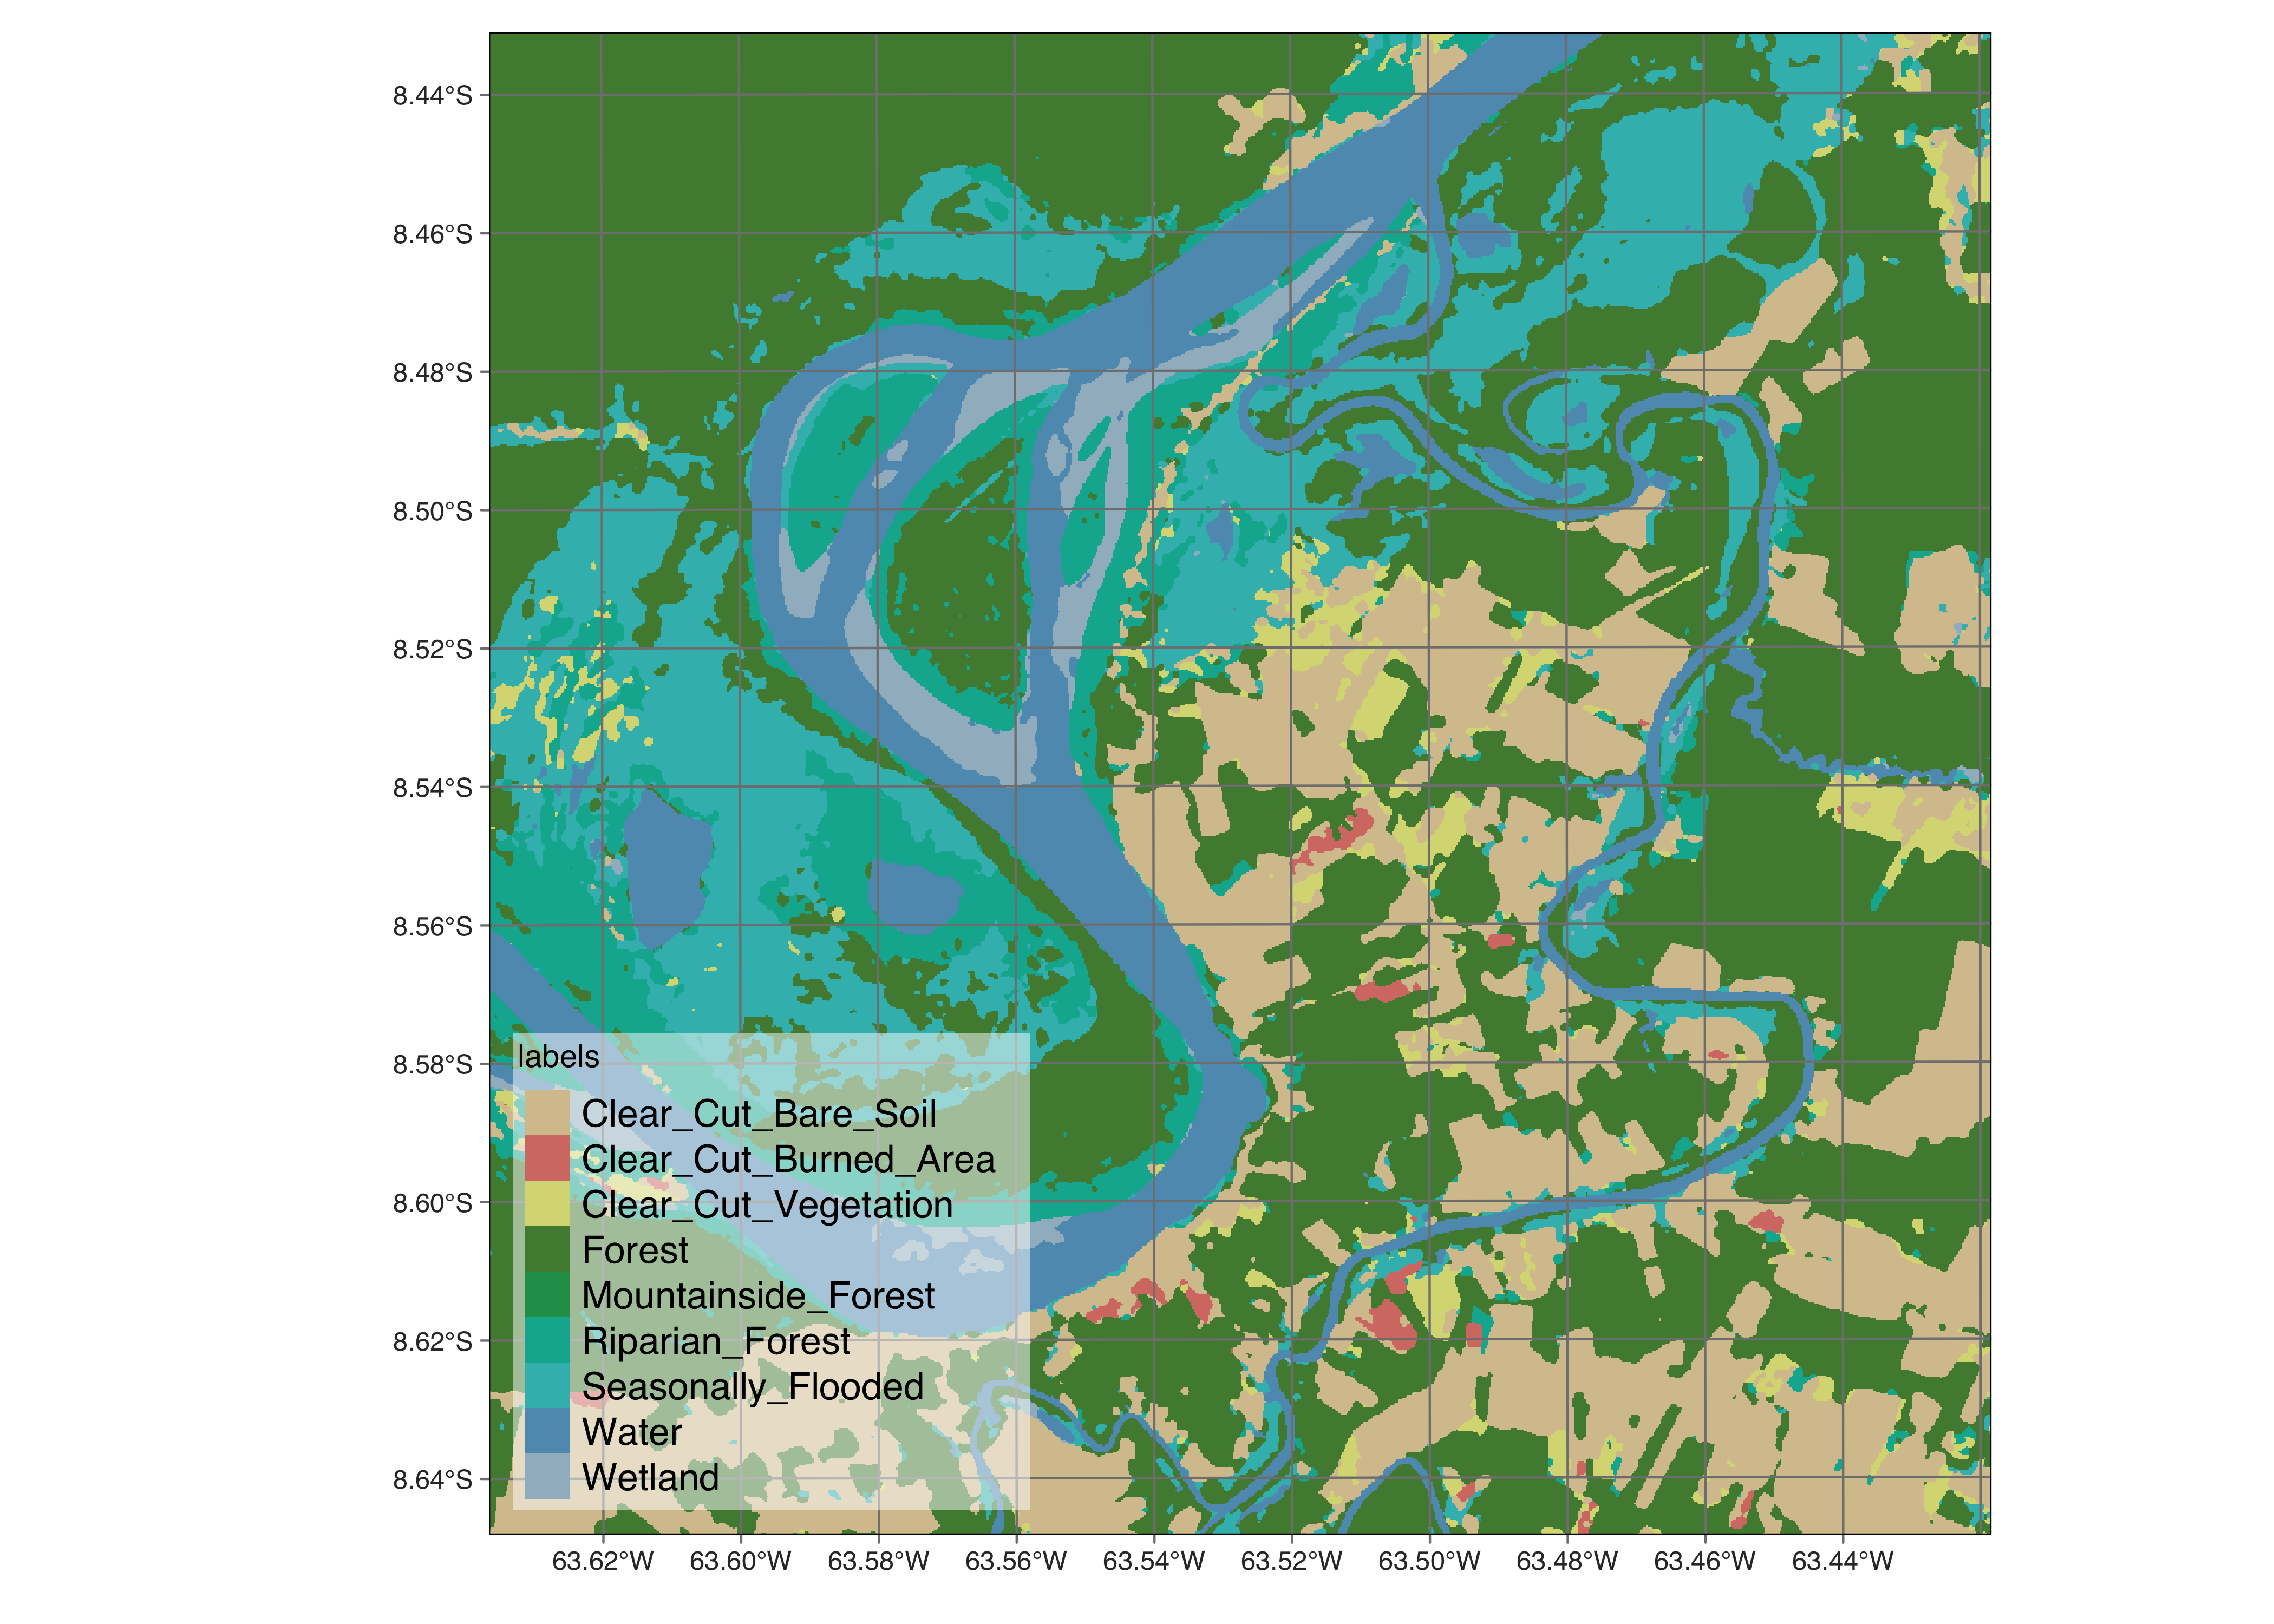 8.44°S
8.46°S
8.48°S
8.50°S
8.52°S
8.54°S
8.56°S
8.58°S
8.60°S
8.62°S
8.64°S
labels
Clear_Cut_Bare_Soil
Clear_Cut_Burned_Area
Clear_Cut_Vegetation
Forest
Mountainside_Forest
Riparian_Forest
Seasonally_Flooded
Water
Wetland
63.62°W 63.60°W 63.58°W 63.56°W 63.54°W 63.52°W 63.50°W 63.48°W 63.46°W 63.44°W